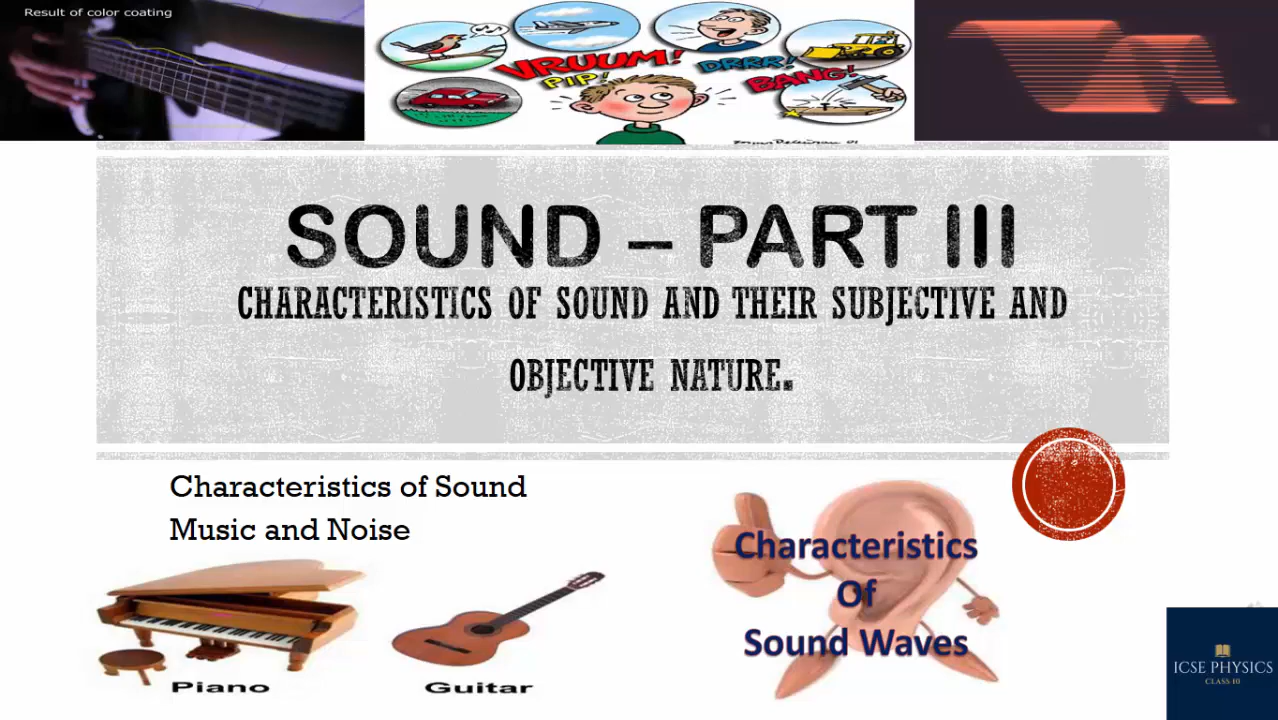 Result of color coating
VRUUM!
PIP!
DRRR!
BANG!
SOUND – PART III
CHARACTERISTICS OF SOUND AND THEIR SUBJECTIVE AND
OBJECTIVE NATURE.
Characteristics of Sound
Music and Noise
Piano
Guitar
Characteristics
Of
Sound Waves
ICSE PHYSICS
CLASS 10